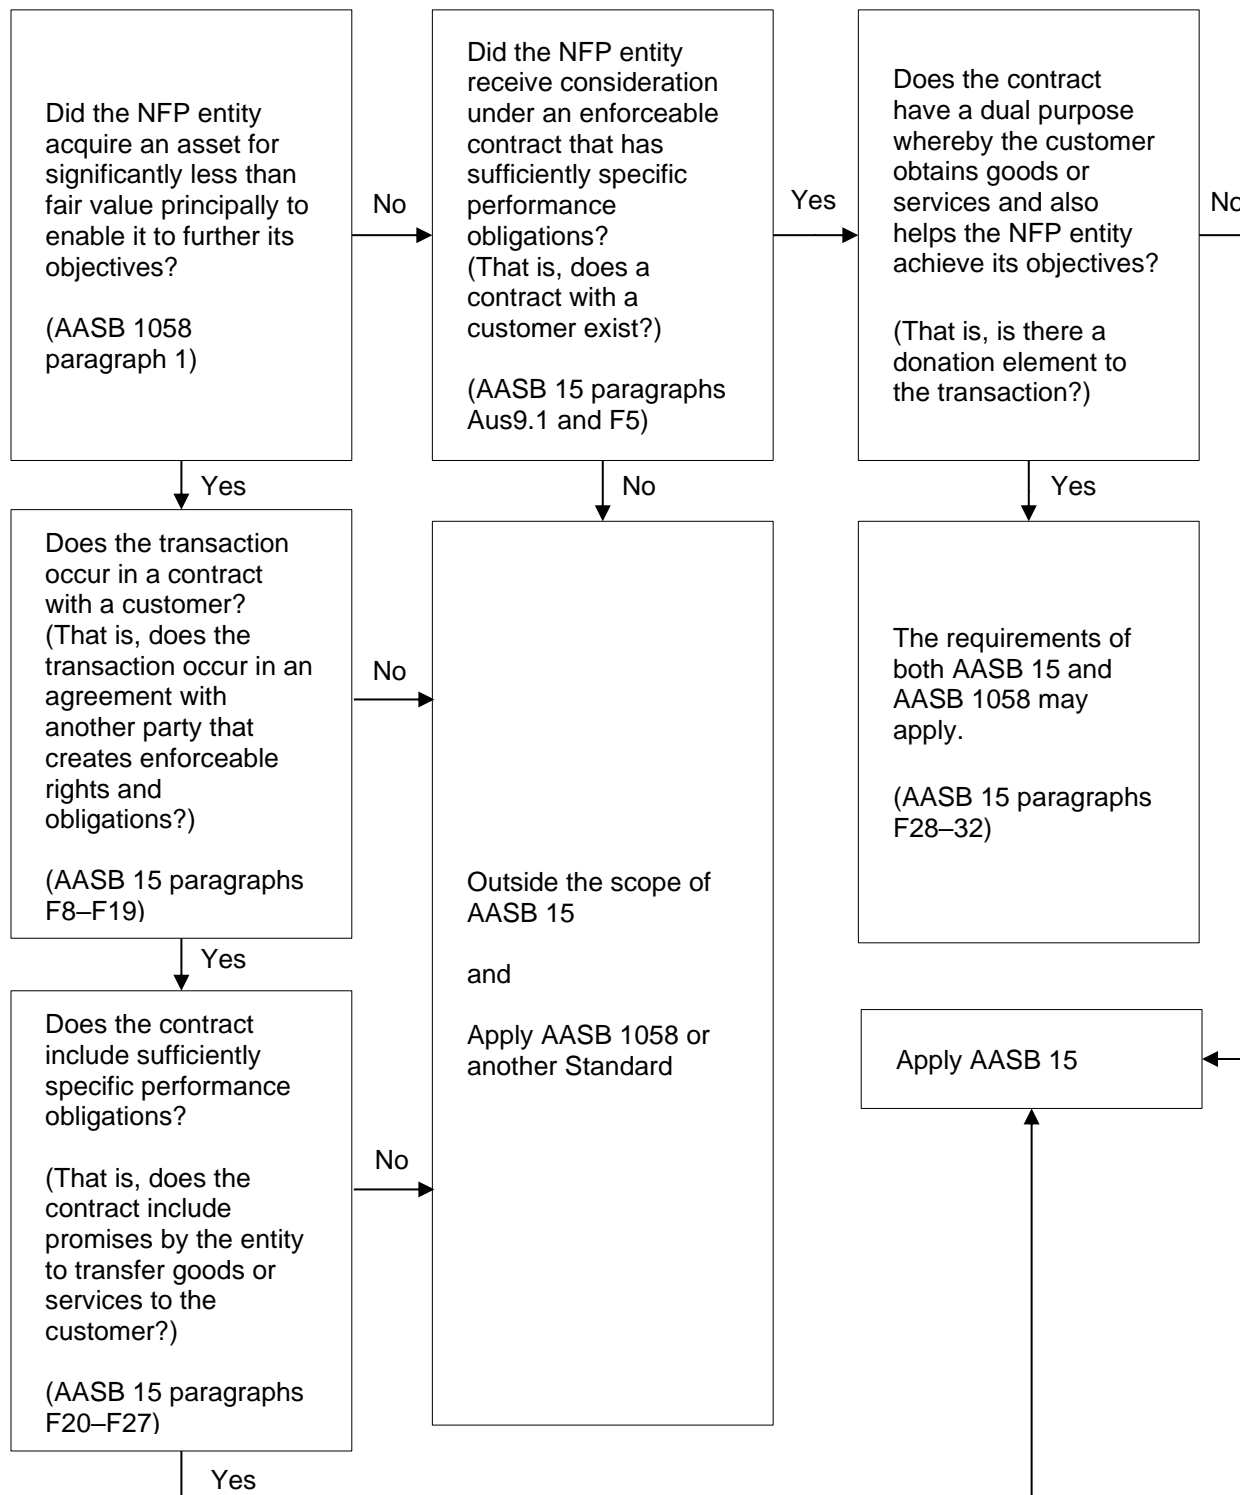 Did the NFP entity
acquire an asset for
significantly less than
fair value principally to
enable it to further its
objectives?
(AASB 1058
paragraph 1)
No
Did the NFP entity
receive consideration
under an enforceable
contract that has
sufficiently specific
performance
obligations?
(That is, does a
contract with a
customer exist?)
(AASB 15 paragraphs
Aus9.1 and F5)
Yes
Does the contract
have a dual purpose
whereby the customer
obtains goods or
services and also
helps the NFP entity
achieve its objectives?
(That is, is there a
donation element to
the transaction?)
No
Yes
No
Yes
Does the transaction
occur in a contract
with a customer?
(That is, does the
transaction occur in an
agreement with
another party that
creates enforceable
rights and
obligations?)
(AASB 15 paragraphs
F8–F19)
No
Outside the scope of
AASB 15
and
Apply AASB 1058 or
another Standard
The requirements of
both AASB 15 and
AASB 1058 may
apply.
(AASB 15 paragraphs
F28–32)
Yes
Does the contract
include sufficiently
specific performance
obligations?
(That is, does the
contract include
promises by the entity
to transfer goods or
services to the
customer?)
(AASB 15 paragraphs
F20–F27)
No
Apply AASB 15
Yes